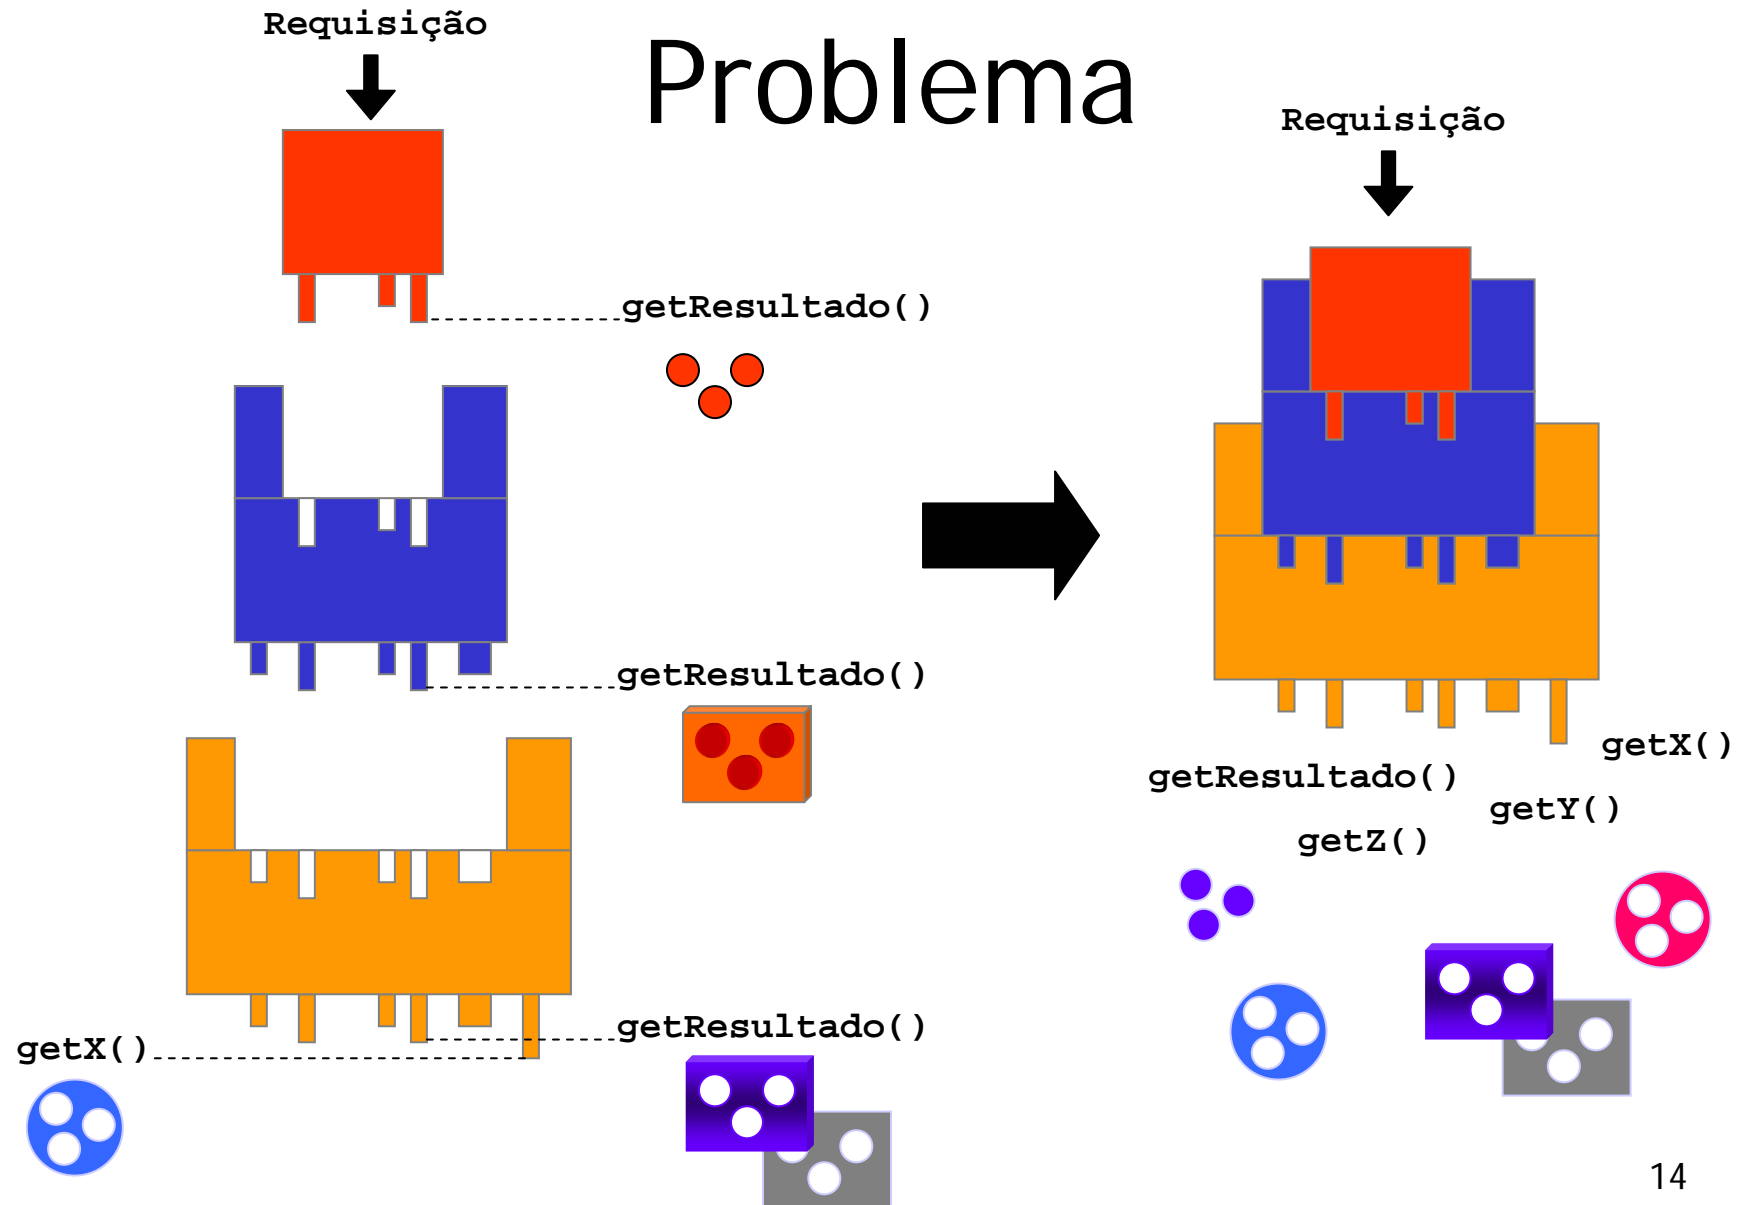 Requisição
Problema
Requisição
getResultado()
getResultado()
getX()
getResultado()
getY()
getZ()
getResultado()
getX()
14